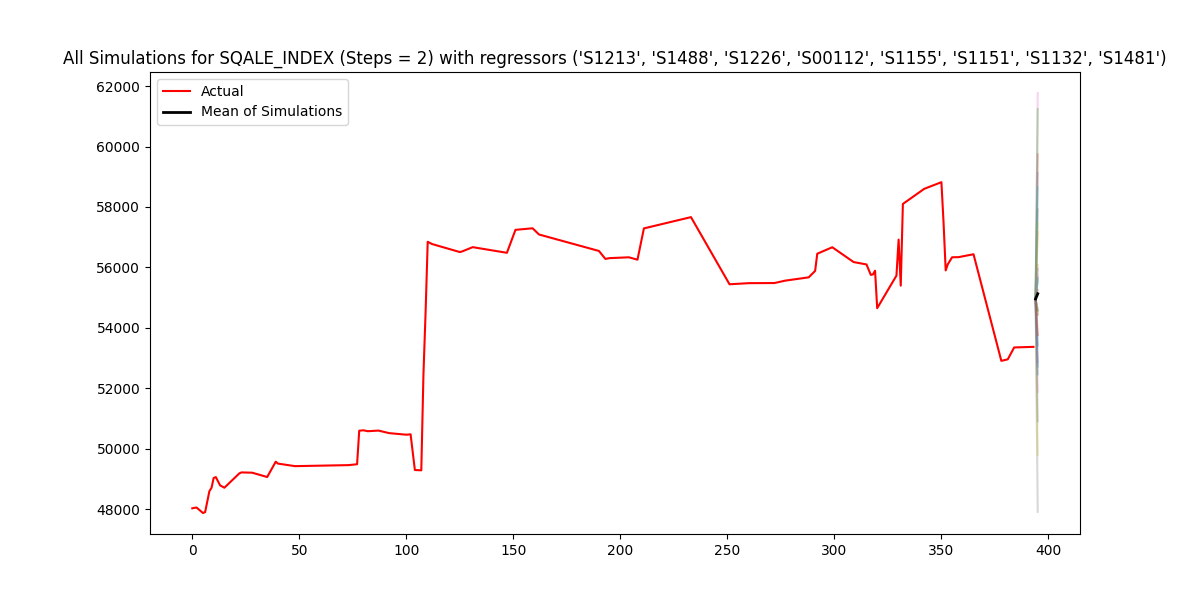 All Simulations for SQALE_INDEX (Steps = 2) with regressors ('S1213', 'S1488', 'S1226', 'S00112', 'S1155', 'S1151', 'S1132', 'S1481')
Actual
Mean of Simulations
62000
60000
58000
56000
54000
52000
50000
48000
0 50 100 150 200 250 300 350 400